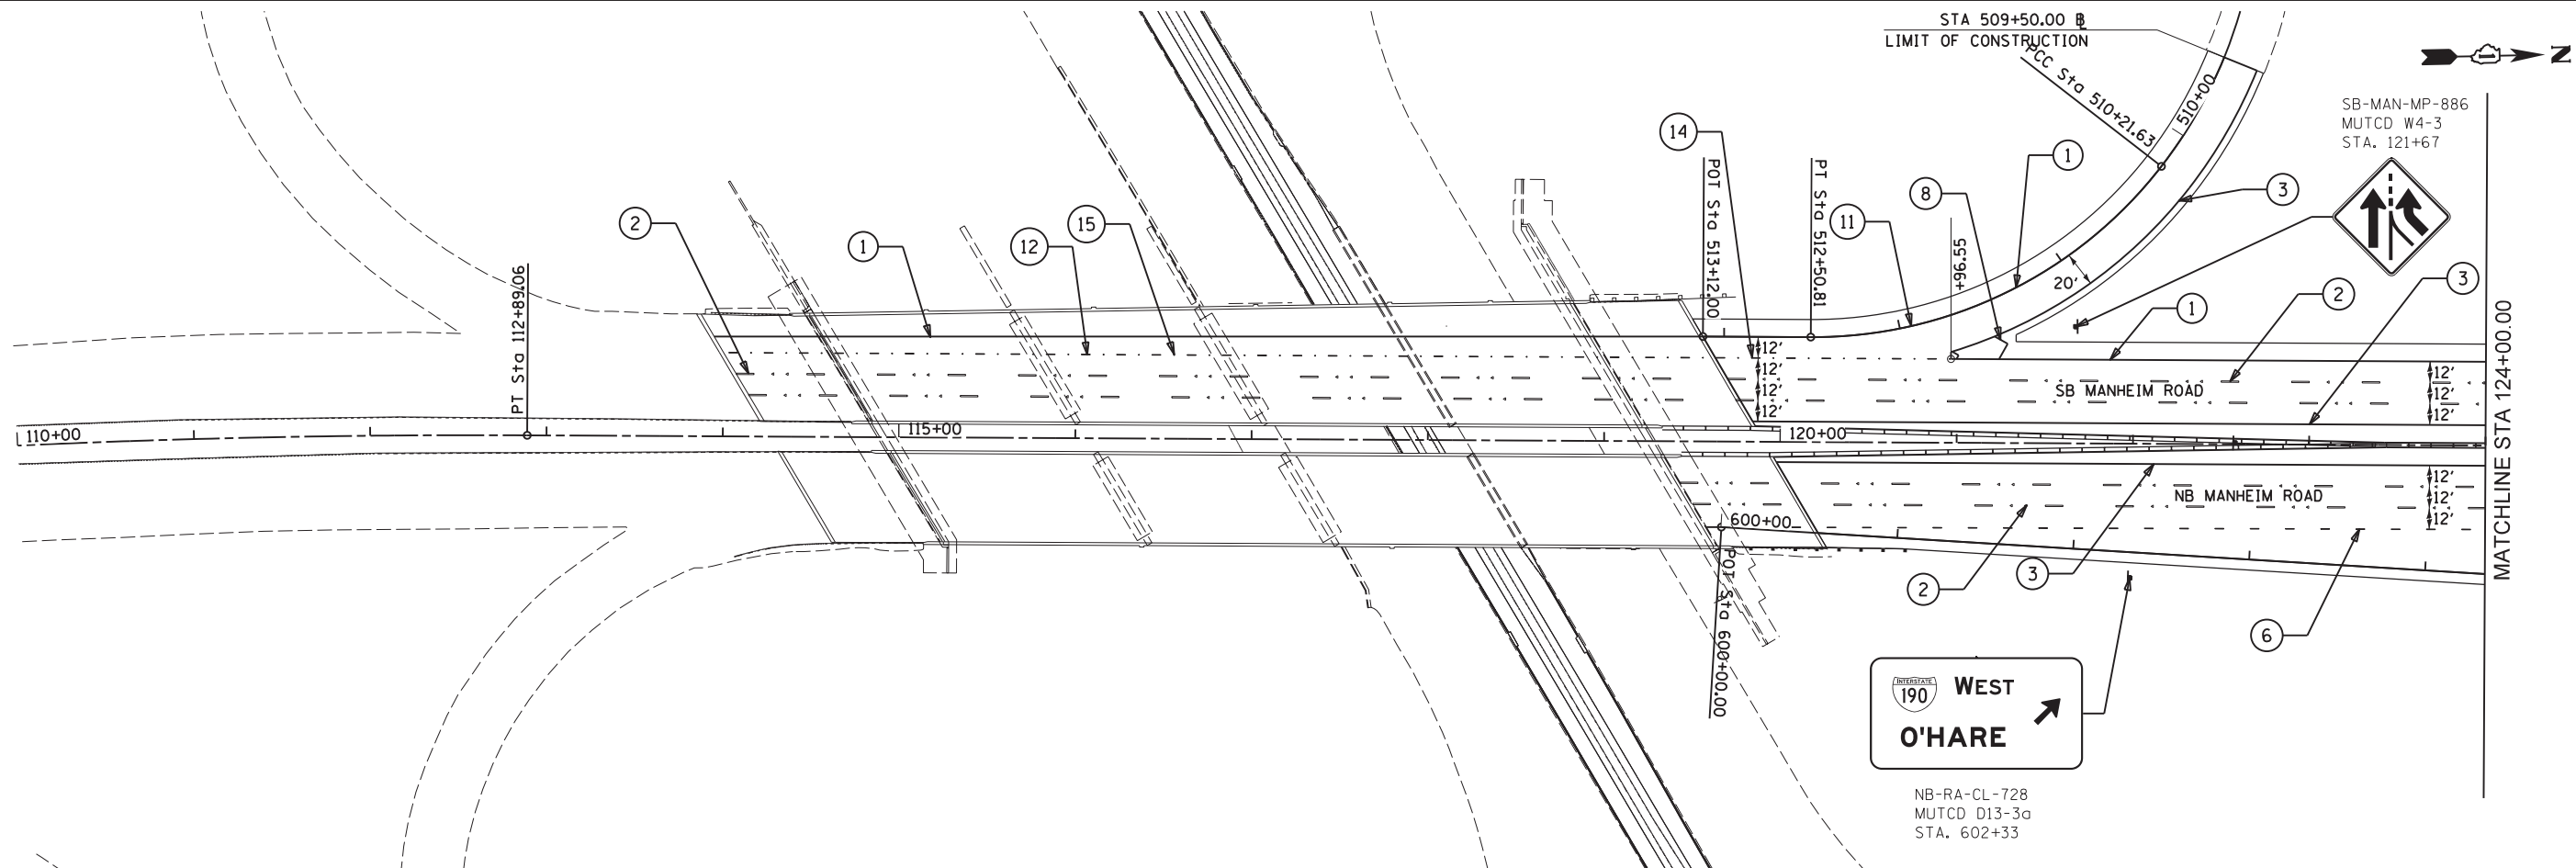 STA 509+50.00 B
LIMIT OF CONSTRUCTION
PCC Sta 510+21.63
510+00
N
SB-MAN-MP-886
MUTCD W4-3
STA. 121+67
14
1
8
3
11
2
1
12
15
PT Sta 112+89.06
POT Sta 513+12.00
PT Sta 512+50.81
+96.55
20'
3
2
1
12'
12'
12'
12'
SB MANHEIM ROAD
12'
12'
12'
110+00
115+00
120+00
MATCHLINE STA 124+00.00
NB MANHEIM ROAD
12'
12'
12'
600+00
POT Sta 600+00.00
2
3
6
INTERSTATE
190
WEST
O'HARE
NB-RA-CL-728
MUTCD D13-3a
STA. 602+33